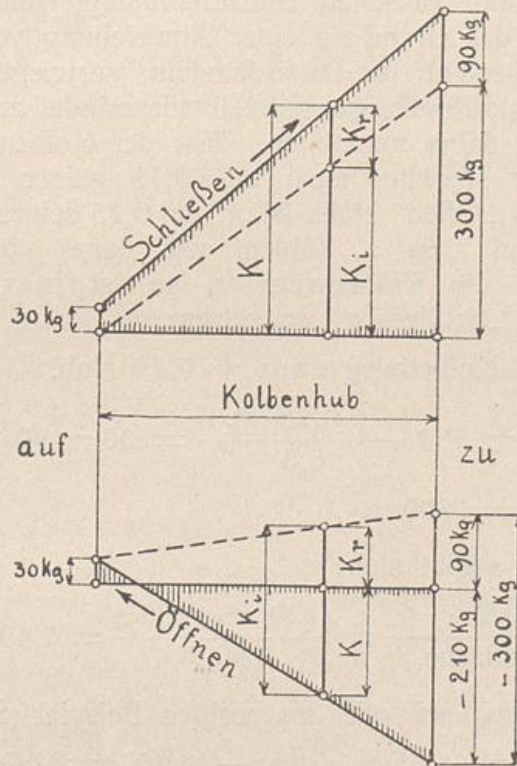 90 Kg
Schließen
K
Kᵣ
Kᵢ
300 Kg
30 Kg
Kolbenhub
auf
zu
30 Kg
Kᵢ
Kᵣ
K
90 Kg
- 210 Kg
- 300 Kg
Öffnen